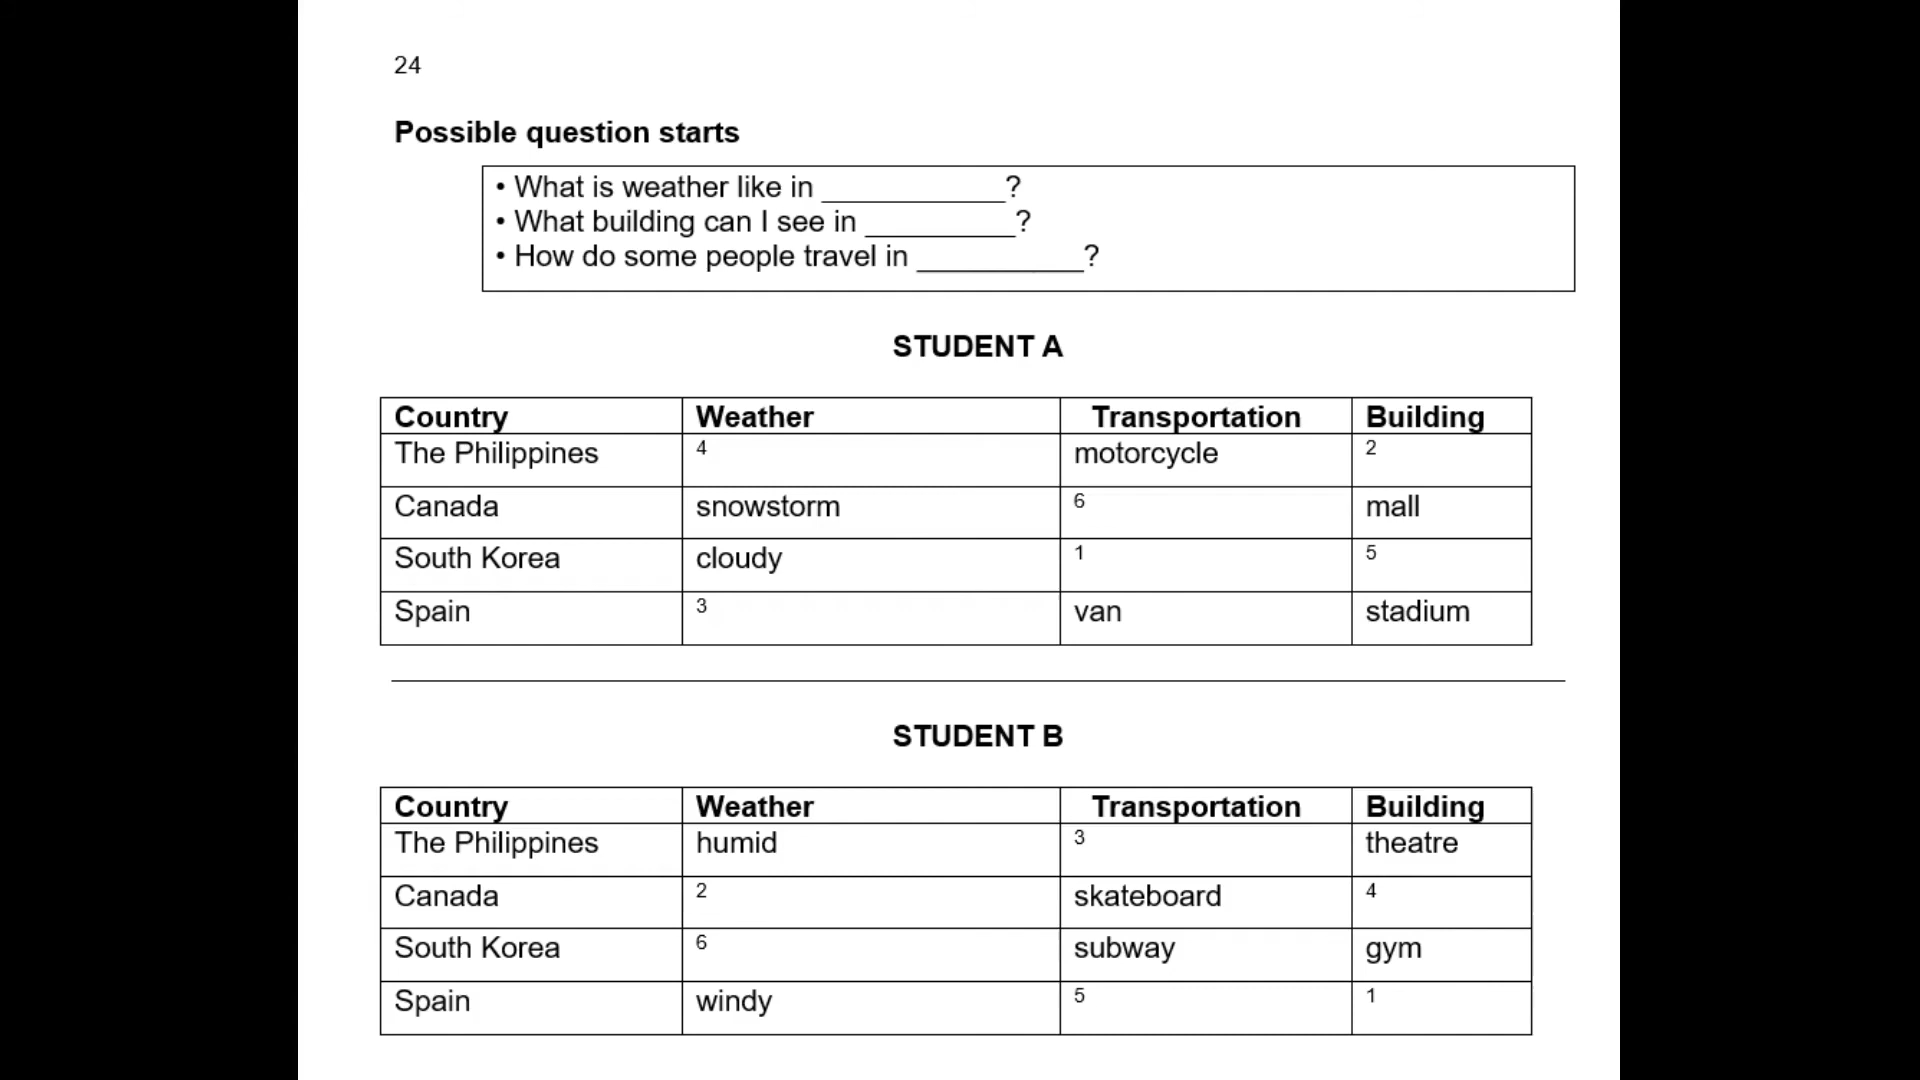 24
Possible question starts
• What is weather like in ____________?
• What building can I see in __________?
• How do some people travel in ___________?
STUDENT A
Country Weather Transportation Building
The Philippines 4 motorcycle 2
Canada snowstorm 6 mall
South Korea cloudy 1 5
Spain 3 van stadium
STUDENT B
Country Weather Transportation Building
The Philippines humid 3 theatre
Canada 2 skateboard 4
South Korea 6 subway gym
Spain windy 5 1